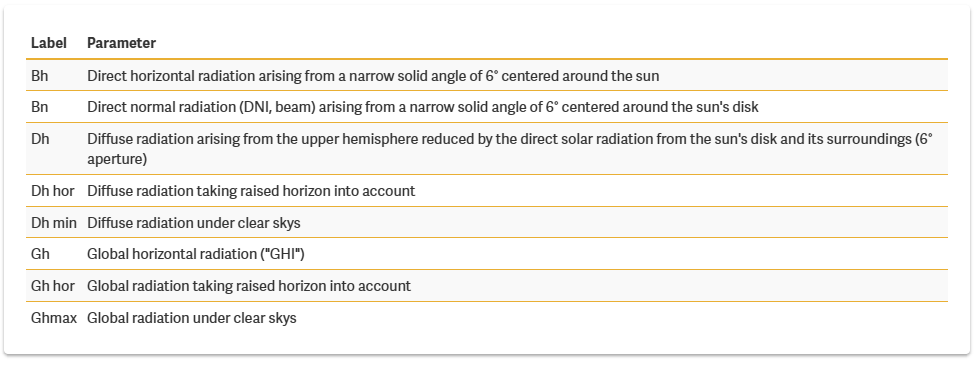 Label Parameter
Bh Direct horizontal radiation arising from a narrow solid angle of 6° centered around the sun
Bn Direct normal radiation (DNI, beam) arising from a narrow solid angle of 6° centered around the sun's disk
Dh Diffuse radiation arising from the upper hemisphere reduced by the direct solar radiation from the sun's disk and its surroundings (6°
aperture)
Dh hor Diffuse radiation taking raised horizon into account
Dh min Diffuse radiation under clear skys
Gh Global horizontal radiation ("GHI")
Gh hor Global radiation taking raised horizon into account
Ghmax Global radiation under clear skys